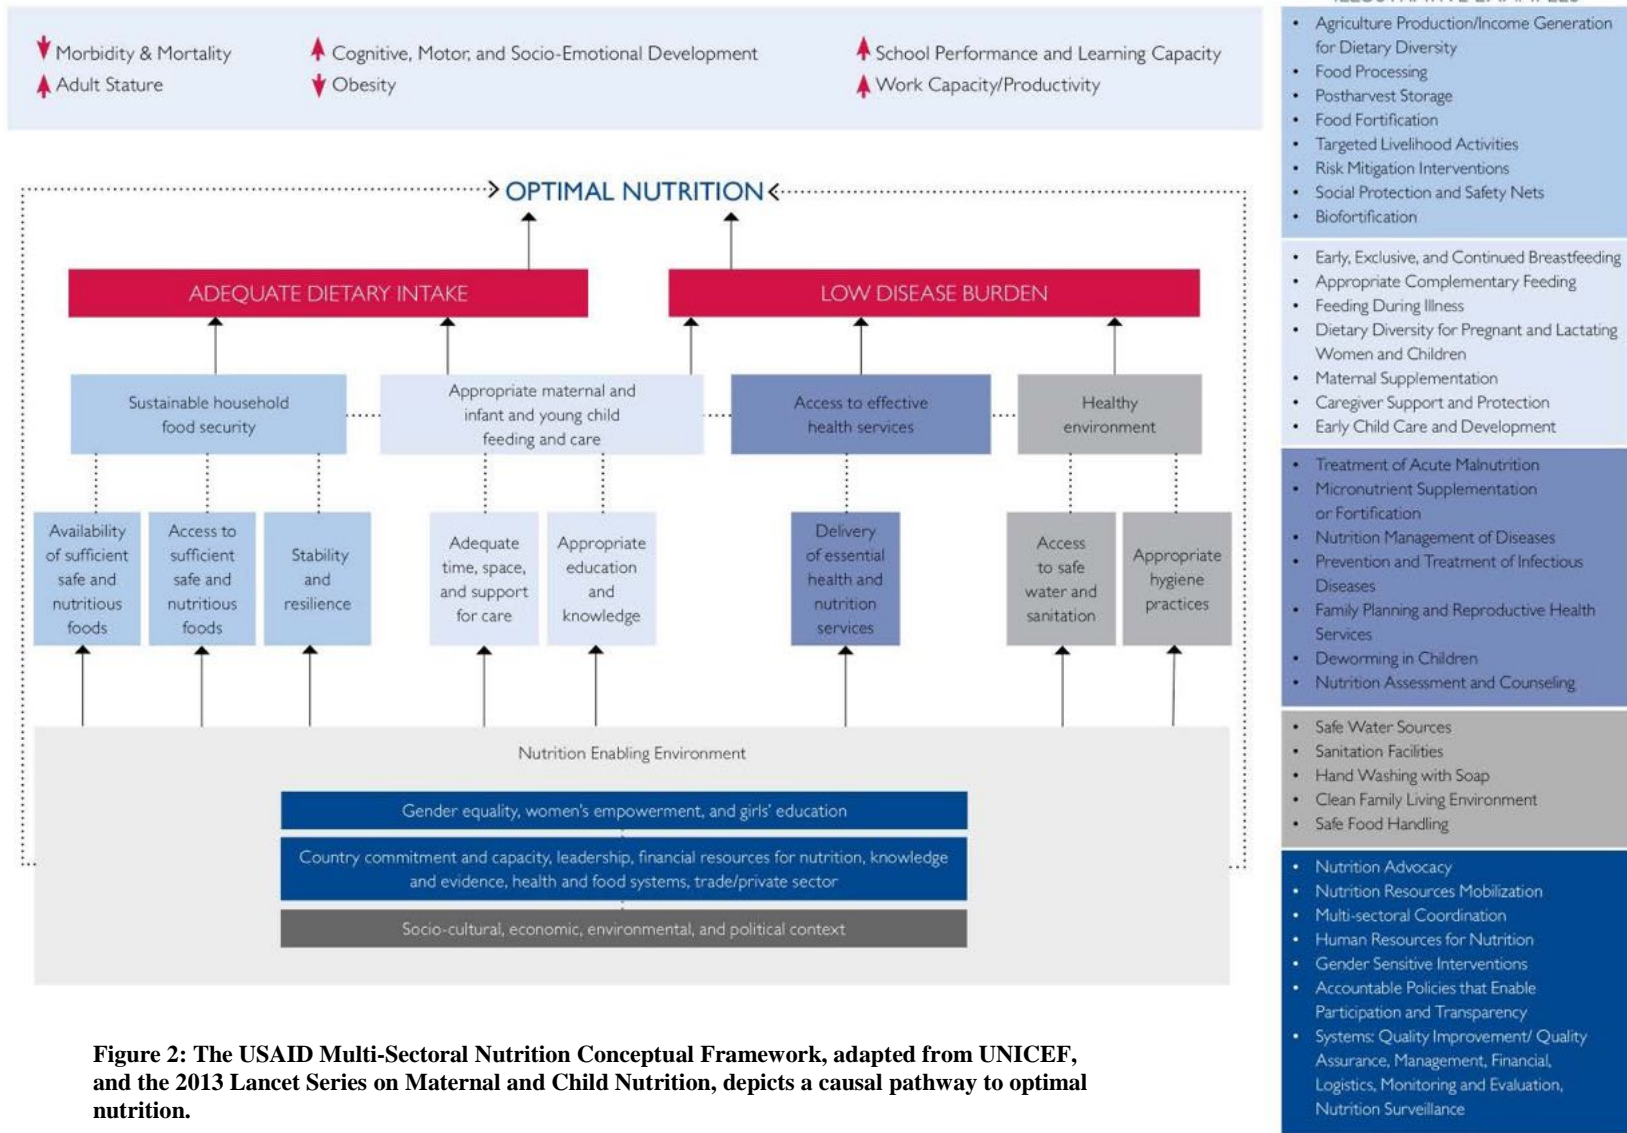 Morbidity & Mortality
Adult Stature
Cognitive, Motor, and Socio-Emotional Development
Obesity
School Performance and Learning Capacity
Work Capacity/Productivity
OPTIMAL NUTRITION
ADEQUATE DIETARY INTAKE
LOW DISEASE BURDEN
Sustainable household
food security
Appropriate maternal and
infant and young child
feeding and care
Access to effective
health services
Healthy
environment
Availability
of sufficient
safe and
nutritious
foods
Access to
sufficient
safe and
nutritious
foods
Stability
and
resilience
Adequate
time, space,
and support
for care
Appropriate
education
and
knowledge
Delivery
of essential
health and
nutrition
services
Access
to safe
water and
sanitation
Appropriate
hygiene
practices
Nutrition Enabling Environment
Gender equality, women's empowerment, and girls' education
Country commitment and capacity, leadership, financial resources for nutrition, knowledge
and evidence, health and food systems, trade/private sector
Socio-cultural, economic, environmental, and political context
• Agriculture Production/Income Generation
for Dietary Diversity
• Food Processing
• Postharvest Storage
• Food Fortification
• Targeted Livelihood Activities
• Risk Mitigation Interventions
• Social Protection and Safety Nets
• Biofortification
• Early, Exclusive, and Continued Breastfeeding
• Appropriate Complementary Feeding
• Feeding During Illness
• Dietary Diversity for Pregnant and Lactating
Women and Children
• Maternal Supplementation
• Caregiver Support and Protection
• Early Child Care and Development
• Treatment of Acute Malnutrition
• Micronutrient Supplementation
or Fortification
• Nutrition Management of Diseases
• Prevention and Treatment of Infectious
Diseases
• Family Planning and Reproductive Health
Services
• Deworming in Children
• Nutrition Assessment and Counseling
• Safe Water Sources
• Sanitation Facilities
• Hand Washing with Soap
• Clean Family Living Environment
• Safe Food Handling
• Nutrition Advocacy
• Nutrition Resources Mobilization
• Multi-sectoral Coordination
• Human Resources for Nutrition
• Gender Sensitive Interventions
• Accountable Policies that Enable
Participation and Transparency
• Systems: Quality Improvement/ Quality
Assurance, Management, Financial,
Logistics, Monitoring and Evaluation,
Nutrition Surveillance
Figure 2: The USAID Multi-Sectoral Nutrition Conceptual Framework, adapted from UNICEF,
and the 2013 Lancet Series on Maternal and Child Nutrition, depicts a causal pathway to optimal
nutrition.